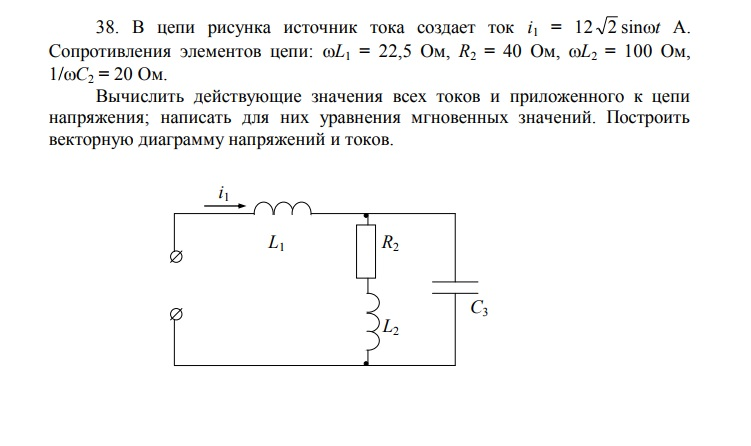 38. В цепи рисунка источник тока создает ток i₁ = 12√2 sinωt А.
Сопротивления элементов цепи: ωL₁ = 22,5 Ом, R₂ = 40 Ом, ωL₂ = 100 Ом,
1/ωC₂ = 20 Ом.
Вычислить действующие значения всех токов и приложенного к цепи
напряжения; написать для них уравнения мгновенных значений. Построить
векторную диаграмму напряжений и токов.
i₁
L₁
R₂
C₃
L₂